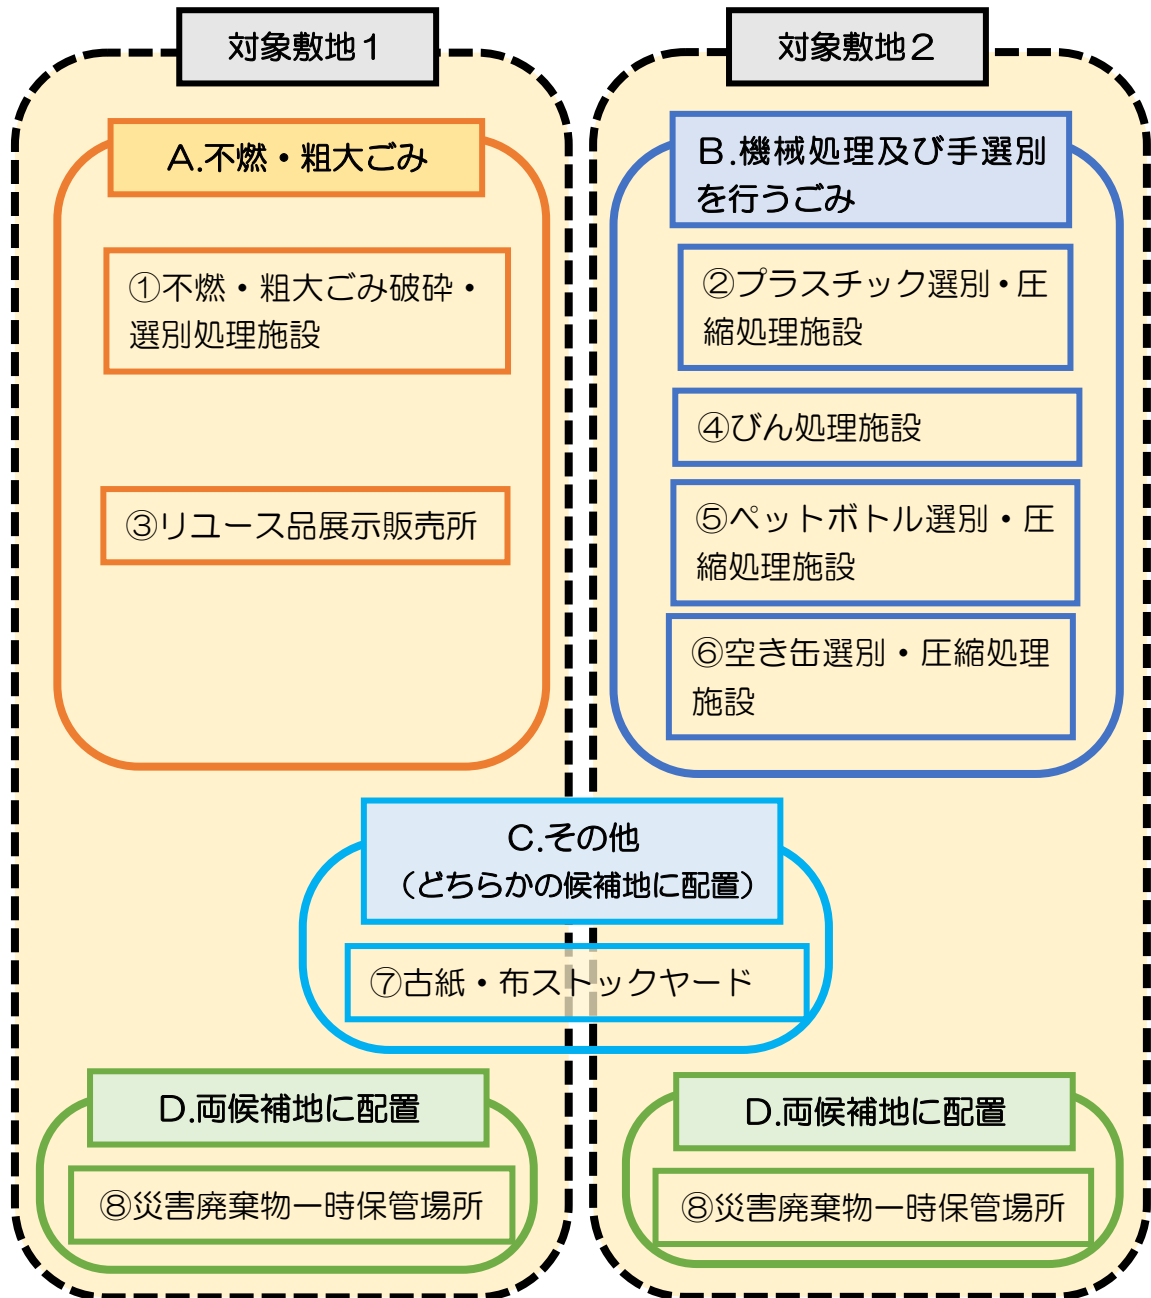 対象敷地１
A.不燃・粗大ごみ
①不燃・粗大ごみ破砕・
選別処理施設
③リユース品展示販売所
対象敷地２
B.機械処理及び手選別
を行うごみ
②プラスチック選別・圧
縮処理施設
④びん処理施設
⑤ペットボトル選別・圧
縮処理施設
⑥空き缶選別・圧縮処理
施設
C.その他
（どちらかの候補地に配置）
⑦古紙・布ストックヤード
D.両候補地に配置
⑧災害廃棄物一時保管場所
D.両候補地に配置
⑧災害廃棄物一時保管場所